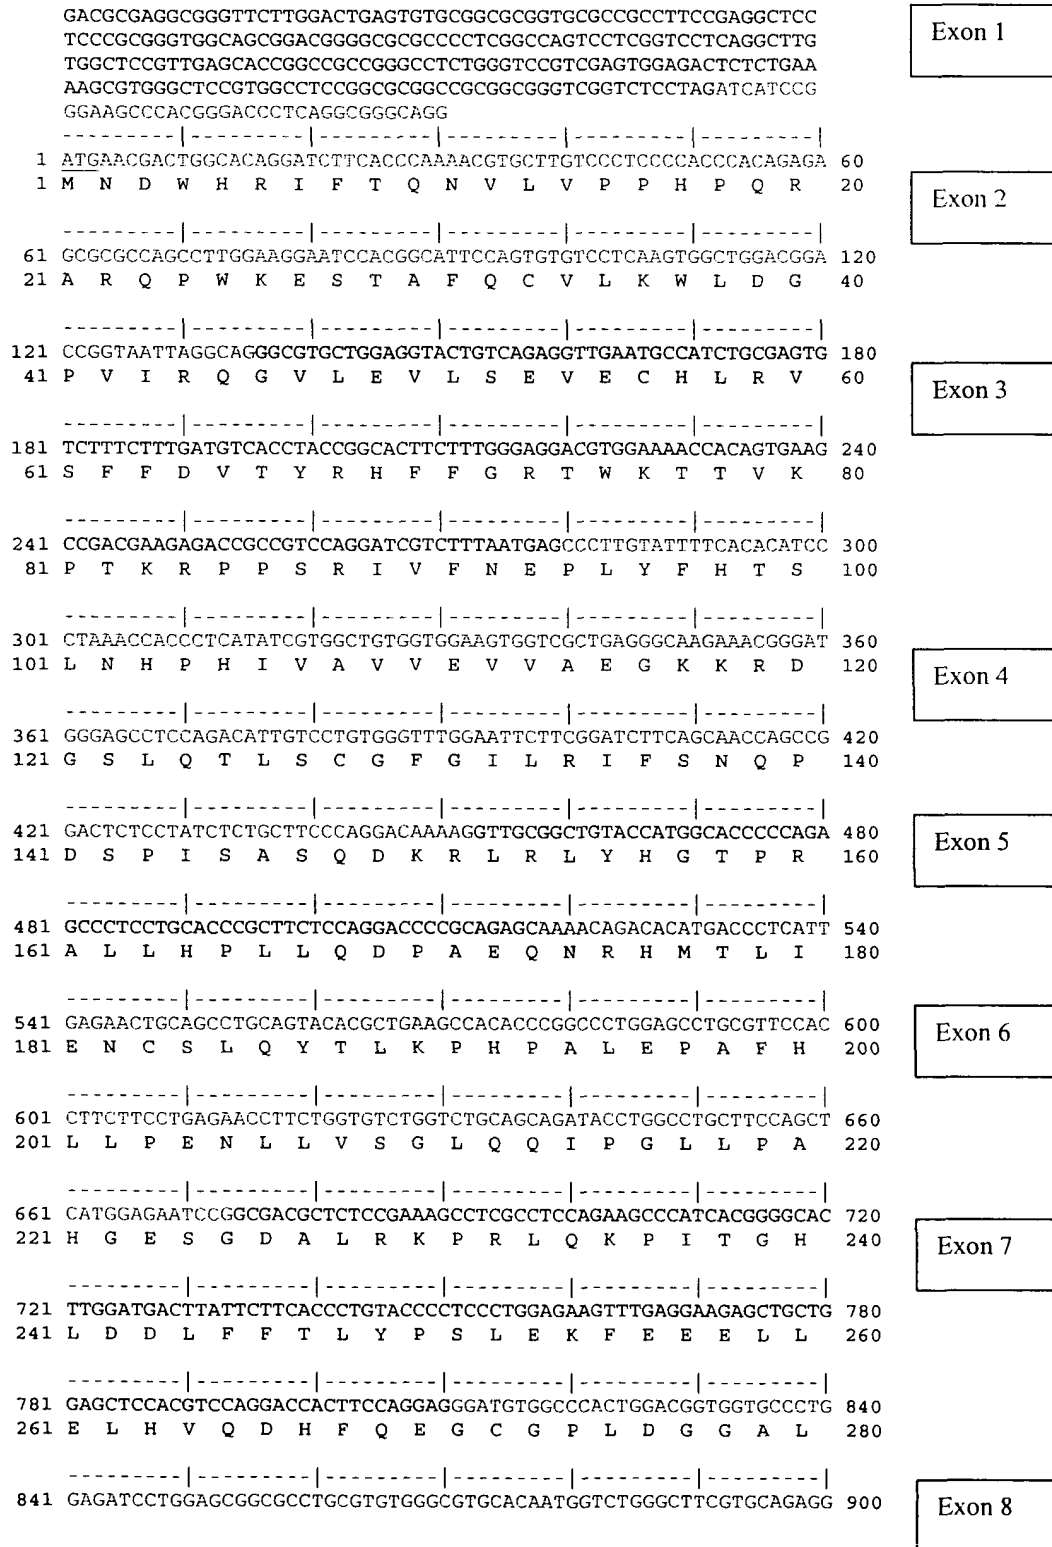 GACGCGAGGCGGGTTCTTGGACTGAGTGTGCGGCGCGGTGCGCCGCCTTCCGAGGCTCC
Exon 1
TCCCGCGGGTGGCAGCGGACGGGGCGCGCCCCTCGGCCAGTCCTCGGTCCTCAGGCTTG
TGGCTCCGTTGAGCACCGGCCGCCGGGCCTCTGGGTCCGTCGAGTGGAGACTCTCTGAA
AAGCGTGGGCTCCGTGGCCTCCGGCGCGGCCGCGGCGGGTCGGTCTCCTAGATCATCCG
GGAAGCCCACGGGACCCTCAGGCGGGCAGG
---------|---------|---------|---------|---------|---------|
1 ATGAACGACTGGCACAGGATCTTCACCCAAAACGTGCTTGTCCCTCCCCACCCACAGAGA 60
1 M N D W H R I F T Q N V L V P P H P Q R 20
Exon 2
---------|---------|---------|---------|---------|---------|
61 GCGCGCCAGCCTTGGAAGGAATCCACGGCATTCCAGTGTGTCCTCAAGTGGCTGGACGGA 120
21 A R Q P W K E S T A F Q C V L K W L D G 40
---------|---------|---------|---------|---------|---------|
121 CCGGTAATTAGGCAGGGCGTGCTGGAGGTACTGTCAGAGGTTGAATGCCATCTGCGAGTG 180
41 P V I R Q G V L E V L S E V E C H L R V 60
Exon 3
---------|---------|---------|---------|---------|---------|
181 TCTTTCTTTGATGTCACCTACCGGCACTTCTTTGGGAGGACGTGGAAAACCACAGTGAAG 240
61 S F F D V T Y R H F F G R T W K T T V K 80
---------|---------|---------|---------|---------|---------|
241 CCGACGAAGAGACCGCCGTCCAGGATCGTCTTTAATGAGCCCTTGTATTTTCACACATCC 300
81 P T K R P P S R I V F N E P L Y F H T S 100
---------|---------|---------|---------|---------|---------|
301 CTAAACCACCCTCATATCGTGGCTGTGGTGGAAGTGGTCGCTGAGGGCAAGAAACGGGAT 360
101 L N H P H I V A V V E V V A E G K K R D 120
Exon 4
---------|---------|---------|---------|---------|---------|
361 GGGAGCCTCCAGACATTGTCCTGTGGGTTTGGAATTCTTCGGATCTTCAGCAACCAGCCG 420
121 G S L Q T L S C G F G I L R I F S N Q P 140
---------|---------|---------|---------|---------|---------|
421 GACTCTCCTATCTCTGCTTCCCAGGACAAAAGGTTGCGGCTGTACCATGGCACCCCCAGA 480
141 D S P I S A S Q D K R L R L Y H G T P R 160
Exon 5
---------|---------|---------|---------|---------|---------|
481 GCCCTCCTGCACCCGCTTCTCCAGGACCCCGCAGAGCAAAACAGACACATGACCCTCATT 540
161 A L L H P L L Q D P A E Q N R H M T L I 180
---------|---------|---------|---------|---------|---------|
541 GAGAACTGCAGCCTGCAGTACACGCTGAAGCCACACCCGGCCCTGGAGCCTGCGTTCCAC 600
181 E N C S L Q Y T L K P H P A L E P A F H 200
Exon 6
---------|---------|---------|---------|---------|---------|
601 CTTCTTCCTGAGAACCTTCTGGTGTCTGGTCTGCAGCAGATACCTGGCCTGCTTCCAGCT 660
201 L L P E N L L V S G L Q Q I P G L L P A 220
---------|---------|---------|---------|---------|---------|
661 CATGGAGAATCCGGCGACGCTCTCCGAAAGCCTCGCCTCCAGAAGCCCATCACGGGGCAC 720
221 H G E S G D A L R K P R L Q K P I T G H 240
Exon 7
---------|---------|---------|---------|---------|---------|
721 TTGGATGACTTATTCTTCACCCTGTACCCCTCCCTGGAGAAGTTTGAGGAAGAGCTGCTG 780
241 L D D L F F T L Y P S L E K F E E E L L 260
---------|---------|---------|---------|---------|---------|
781 GAGCTCCACGTCCAGGACCACTTCCAGGAGGGATGTGGCCCACTGGACGGTGGTGCCCTG 840
261 E L H V Q D H F Q E G C G P L D G G A L 280
---------|---------|---------|---------|---------|---------|
841 GAGATCCTGGAGCGGCGCCTGCGTGTGGGCGTGCACAATGGTCTGGGCTTCGTGCAGAGG 900
Exon 8